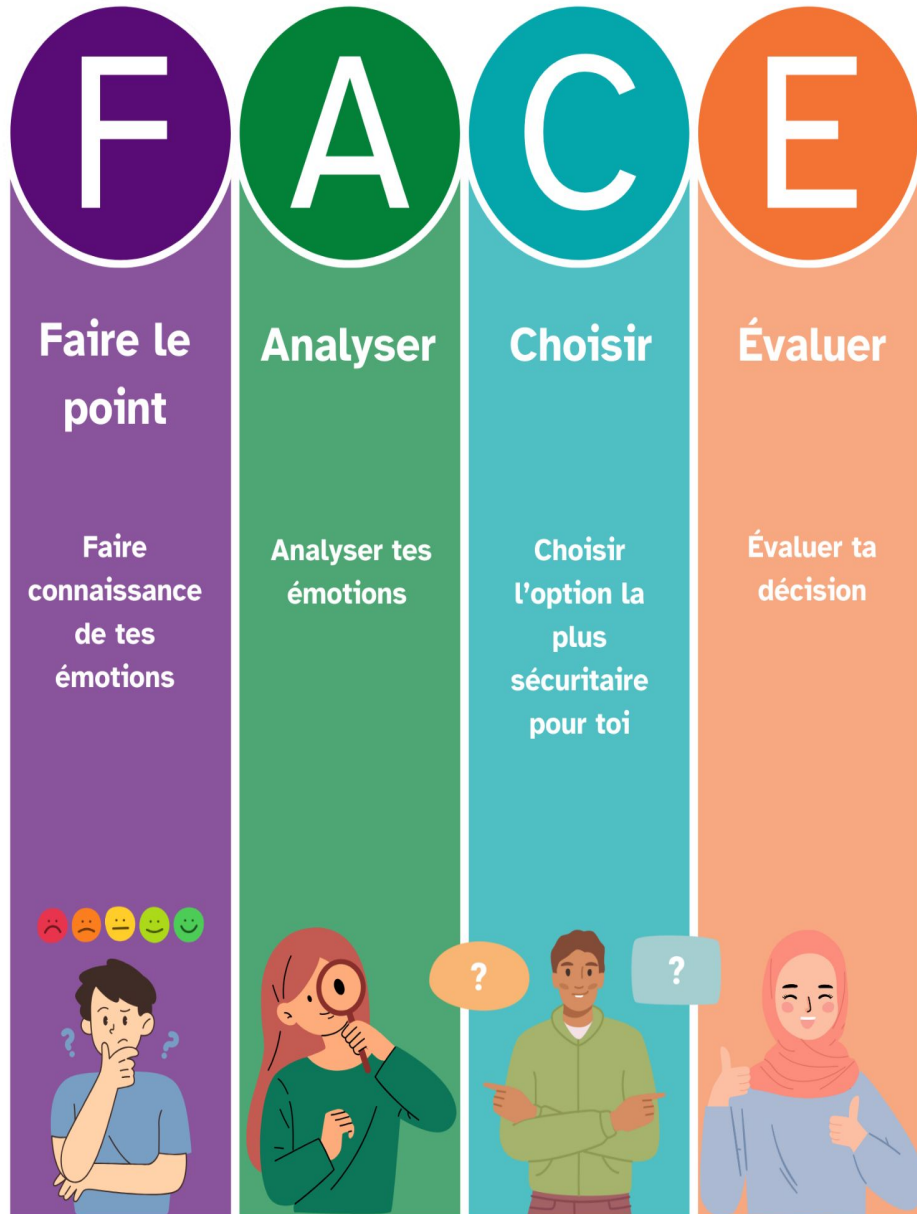 F
A
C
E
Faire le
point
Analyser
Choisir
Évaluer
Faire
connaissance
de tes
émotions
Analyser tes
émotions
Choisir
l'option la
plus
sécuritaire
pour toi
Évaluer ta
décision
?
?
?
?